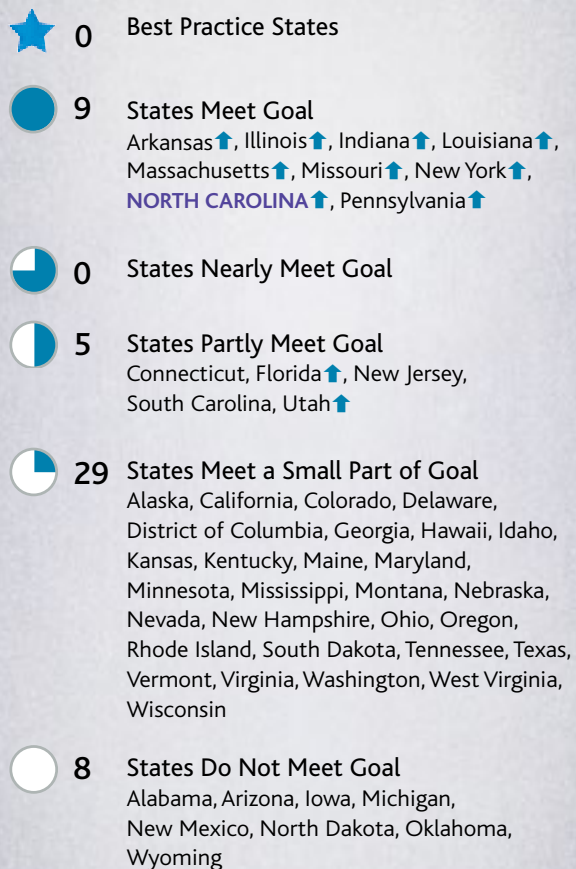 0 Best Practice States
9 States Meet Goal
Arkansas⬆, Illinois⬆, Indiana⬆, Louisiana⬆,
Massachusetts⬆, Missouri⬆, New York⬆,
NORTH CAROLINA⬆, Pennsylvania⬆
0 States Nearly Meet Goal
5 States Partly Meet Goal
Connecticut, Florida⬆, New Jersey,
South Carolina, Utah⬆
29 States Meet a Small Part of Goal
Alaska, California, Colorado, Delaware,
District of Columbia, Georgia, Hawaii, Idaho,
Kansas, Kentucky, Maine, Maryland,
Minnesota, Mississippi, Montana, Nebraska,
Nevada, New Hampshire, Ohio, Oregon,
Rhode Island, South Dakota, Tennessee, Texas,
Vermont, Virginia, Washington, West Virginia,
Wisconsin
8 States Do Not Meet Goal
Alabama, Arizona, Iowa, Michigan,
New Mexico, North Dakota, Oklahoma,
Wyoming